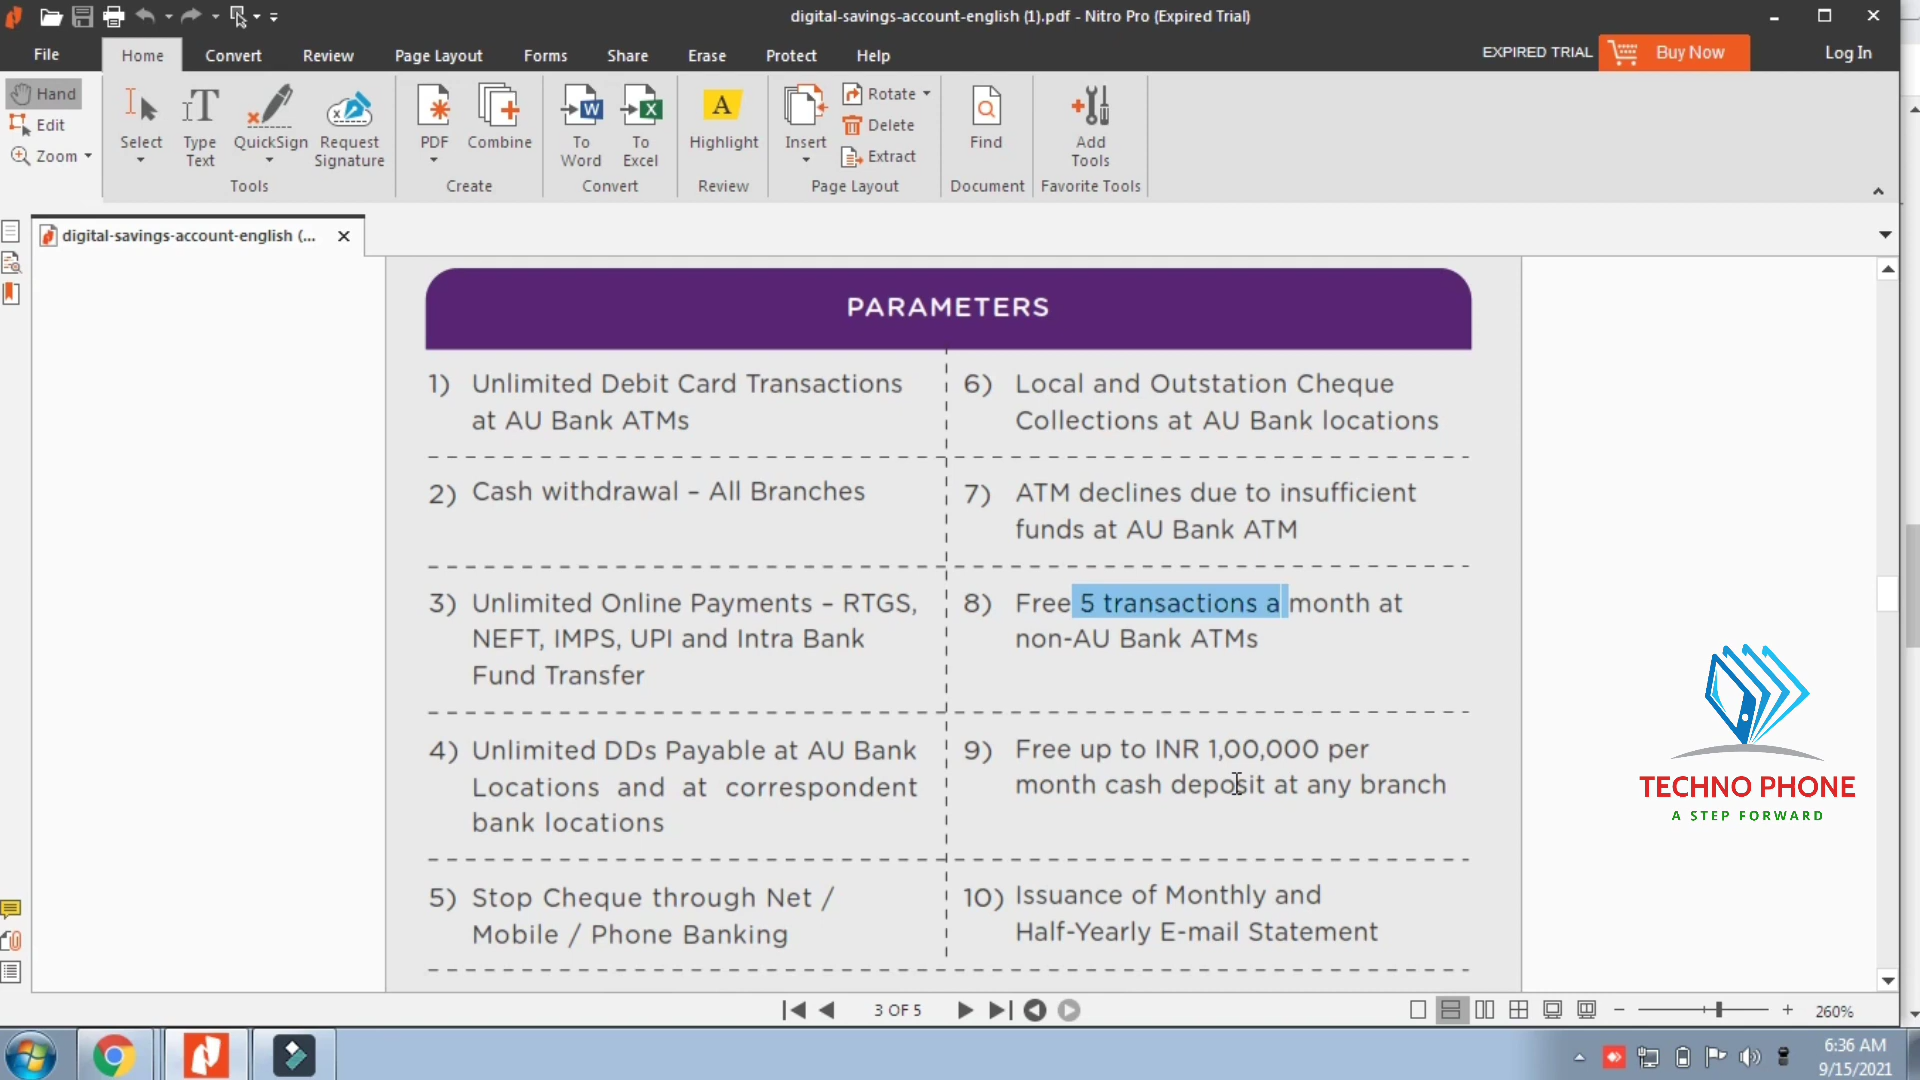 digital-savings-account-english (1).pdf - Nitro Pro (Expired Trial)
File
Home
Convert
Review
Page Layout
Forms
Share
Erase
Protect
Help
EXPIRED TRIAL
Buy Now
Log In
Hand
Edit
Zoom
Select
Type
Text
QuickSign
Request
Signature
Tools
PDF
Combine
Create
To
Word
To
Excel
Convert
Highlight
Review
Insert
Rotate
Delete
Extract
Page Layout
Find
Document
Add
Tools
Favorite Tools
digital-savings-account-english (...
PARAMETERS
1) Unlimited Debit Card Transactions
at AU Bank ATMs
2) Cash withdrawal – All Branches
3) Unlimited Online Payments – RTGS,
NEFT, IMPS, UPI and Intra Bank
Fund Transfer
4) Unlimited DDs Payable at AU Bank
Locations and at correspondent
bank locations
5) Stop Cheque through Net /
Mobile / Phone Banking
6) Local and Outstation Cheque
Collections at AU Bank locations
7) ATM declines due to insufficient
funds at AU Bank ATM
8) Free 5 transactions a month at
non-AU Bank ATMs
9) Free up to INR 1,00,000 per
month cash deposit at any branch
10) Issuance of Monthly and
Half-Yearly E-mail Statement
TECHNO PHONE
A STEP FORWARD
3 OF 5
260%
6:36 AM
9/15/2021